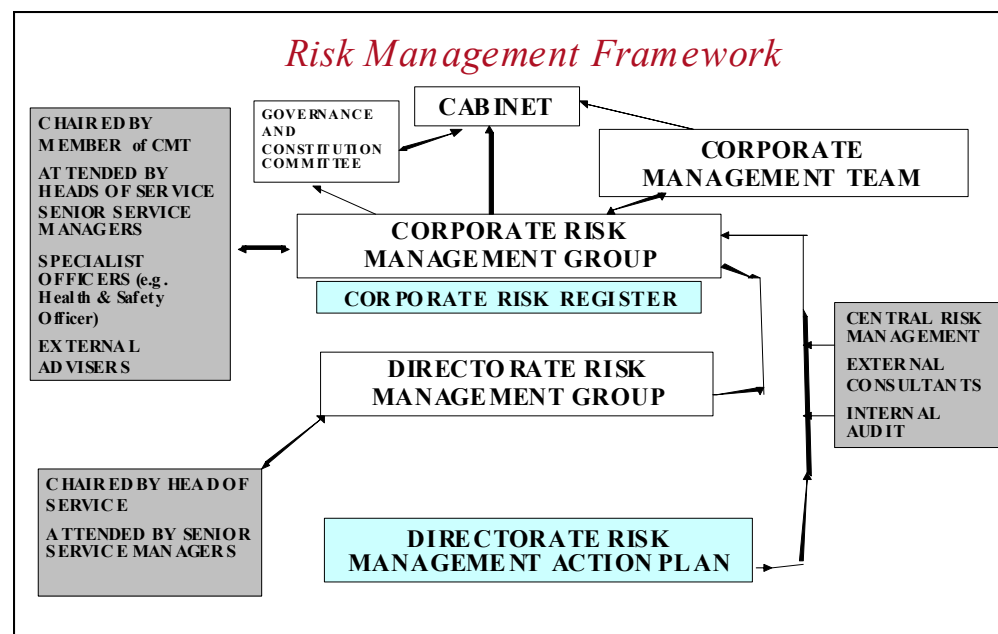 Risk Management Framework
CABINET
GOVERNANCE
AND
CONSTITUTION
COMMITTEE
CORPORATE
MANAGEMENT TEAM
CHAIRED BY
MEMBER of CMT
ATTENDED BY
HEADS OF SERVICE
SENIOR SERVICE
MANAGERS
SPECIALIST
OFFICERS (e.g.
Health & Safety
Officer)
EXTERNAL
ADVISERS
CORPORATE RISK
MANAGEMENT GROUP
CORPORATE RISK REGISTER
CENTRAL RISK
MANAGEMENT
EXTERNAL
CONSULTANTS
INTERNAL
AUDIT
DIRECTORATE RISK
MANAGEMENT GROUP
CHAIRED BY HEAD OF
SERVICE
ATTENDED BY SENIOR
SERVICE MANAGERS
DIRECTORATE RISK
MANAGEMENT ACTION PLAN